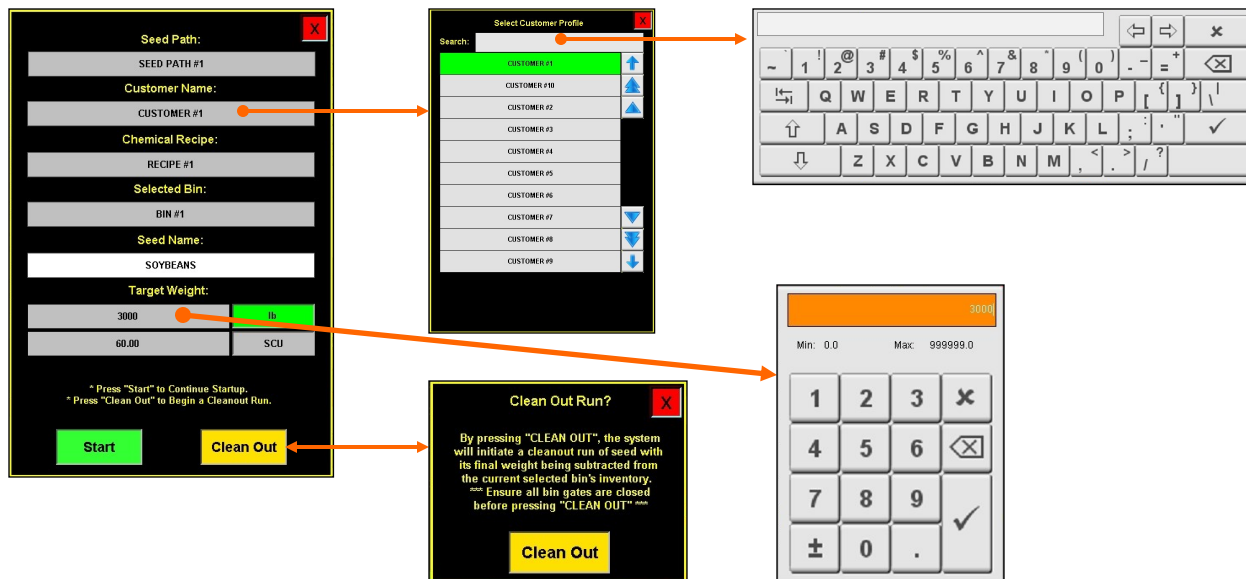 X
Seed Path:
SEED PATH #1
Customer Name:
CUSTOMER #1
Chemical Recipe:
RECIPE #1
Selected Bin:
BIN #1
Seed Name:
SOYBEANS
Target Weight:
3000 lb
60.00 SCU
* Press "Start" to Continue Startup.
* Press "Clean Out" to Begin a Cleanout Run.
Start Clean Out
Select Customer Profile X
Search:
CUSTOMER #1
CUSTOMER #10
CUSTOMER #2
CUSTOMER #3
CUSTOMER #4
CUSTOMER #5
CUSTOMER #6
CUSTOMER #7
CUSTOMER #8
CUSTOMER #9
~ ` 1 ! 2 @ 3 # 4 $ 5 % 6 ^ 7 & 8 * 9 ( 0 ) - _ = +
Q W E R T Y U I O P [ { ] } \ |
A S D F G H J K L ; : ' "
Z X C V B N M , < . > / ?
Clean Out Run? X
By pressing "CLEAN OUT", the system
will initiate a cleanout run of seed with
its final weight being subtracted from
the current selected bin's inventory.
*** Ensure all bin gates are closed
before pressing "CLEAN OUT" ***
Clean Out
3000
Min: 0.0 Max: 999999.0
1 2 3
4 5 6
7 8 9
± 0 .